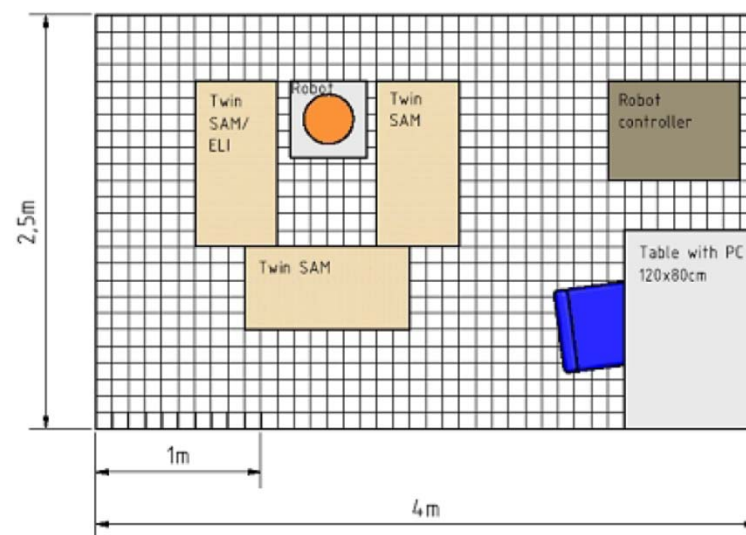 Robot
Twin
SAM/
ELI
Twin
SAM
Robot
controller
2,5m
Table with PC
120x80cm
Twin SAM
1m
4m